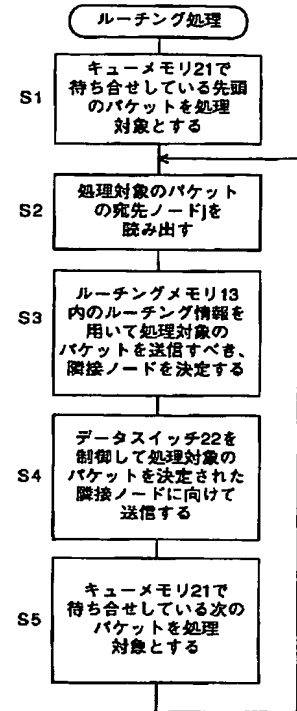 ルーチング処理
S1
キューメモリ21で
待ち合せしている先頭
のパケットを処理
対象とする
S2
処理対象のパケット
の宛先ノードjを
読み出す
S3
ルーチングメモリ13
内のルーチング情報を
用いて処理対象の
パケットを送信すべき、
隣接ノードを決定する
S4
データスイッチ22を
制御して処理対象の
パケットを決定された
隣接ノードに向けて
送信する
S5
キューメモリ21で
待ち合せしている次の
パケットを処理
対象とする